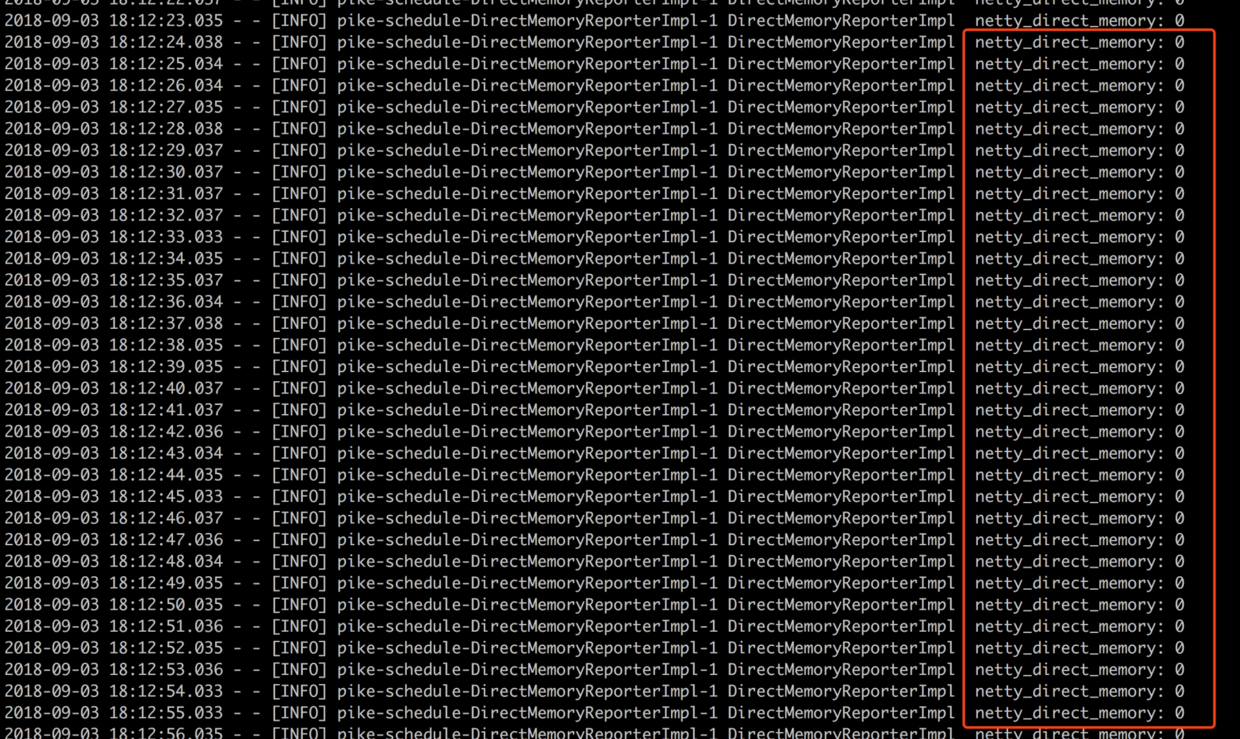 2018-09-03 18:12:22.037 - - [INFO] pike-schedule-DirectMemoryReporterImpl-1 DirectMemoryReporterImpl  netty_direct_memory: 0
2018-09-03 18:12:23.035 - - [INFO] pike-schedule-DirectMemoryReporterImpl-1 DirectMemoryReporterImpl  netty_direct_memory: 0
2018-09-03 18:12:24.038 - - [INFO] pike-schedule-DirectMemoryReporterImpl-1 DirectMemoryReporterImpl  netty_direct_memory: 0
2018-09-03 18:12:25.034 - - [INFO] pike-schedule-DirectMemoryReporterImpl-1 DirectMemoryReporterImpl  netty_direct_memory: 0
2018-09-03 18:12:26.034 - - [INFO] pike-schedule-DirectMemoryReporterImpl-1 DirectMemoryReporterImpl  netty_direct_memory: 0
2018-09-03 18:12:27.035 - - [INFO] pike-schedule-DirectMemoryReporterImpl-1 DirectMemoryReporterImpl  netty_direct_memory: 0
2018-09-03 18:12:28.038 - - [INFO] pike-schedule-DirectMemoryReporterImpl-1 DirectMemoryReporterImpl  netty_direct_memory: 0
2018-09-03 18:12:29.037 - - [INFO] pike-schedule-DirectMemoryReporterImpl-1 DirectMemoryReporterImpl  netty_direct_memory: 0
2018-09-03 18:12:30.037 - - [INFO] pike-schedule-DirectMemoryReporterImpl-1 DirectMemoryReporterImpl  netty_direct_memory: 0
2018-09-03 18:12:31.037 - - [INFO] pike-schedule-DirectMemoryReporterImpl-1 DirectMemoryReporterImpl  netty_direct_memory: 0
2018-09-03 18:12:32.037 - - [INFO] pike-schedule-DirectMemoryReporterImpl-1 DirectMemoryReporterImpl  netty_direct_memory: 0
2018-09-03 18:12:33.033 - - [INFO] pike-schedule-DirectMemoryReporterImpl-1 DirectMemoryReporterImpl  netty_direct_memory: 0
2018-09-03 18:12:34.035 - - [INFO] pike-schedule-DirectMemoryReporterImpl-1 DirectMemoryReporterImpl  netty_direct_memory: 0
2018-09-03 18:12:35.037 - - [INFO] pike-schedule-DirectMemoryReporterImpl-1 DirectMemoryReporterImpl  netty_direct_memory: 0
2018-09-03 18:12:36.034 - - [INFO] pike-schedule-DirectMemoryReporterImpl-1 DirectMemoryReporterImpl  netty_direct_memory: 0
2018-09-03 18:12:37.038 - - [INFO] pike-schedule-DirectMemoryReporterImpl-1 DirectMemoryReporterImpl  netty_direct_memory: 0
2018-09-03 18:12:38.035 - - [INFO] pike-schedule-DirectMemoryReporterImpl-1 DirectMemoryReporterImpl  netty_direct_memory: 0
2018-09-03 18:12:39.035 - - [INFO] pike-schedule-DirectMemoryReporterImpl-1 DirectMemoryReporterImpl  netty_direct_memory: 0
2018-09-03 18:12:40.037 - - [INFO] pike-schedule-DirectMemoryReporterImpl-1 DirectMemoryReporterImpl  netty_direct_memory: 0
2018-09-03 18:12:41.037 - - [INFO] pike-schedule-DirectMemoryReporterImpl-1 DirectMemoryReporterImpl  netty_direct_memory: 0
2018-09-03 18:12:42.036 - - [INFO] pike-schedule-DirectMemoryReporterImpl-1 DirectMemoryReporterImpl  netty_direct_memory: 0
2018-09-03 18:12:43.034 - - [INFO] pike-schedule-DirectMemoryReporterImpl-1 DirectMemoryReporterImpl  netty_direct_memory: 0
2018-09-03 18:12:44.035 - - [INFO] pike-schedule-DirectMemoryReporterImpl-1 DirectMemoryReporterImpl  netty_direct_memory: 0
2018-09-03 18:12:45.033 - - [INFO] pike-schedule-DirectMemoryReporterImpl-1 DirectMemoryReporterImpl  netty_direct_memory: 0
2018-09-03 18:12:46.037 - - [INFO] pike-schedule-DirectMemoryReporterImpl-1 DirectMemoryReporterImpl  netty_direct_memory: 0
2018-09-03 18:12:47.036 - - [INFO] pike-schedule-DirectMemoryReporterImpl-1 DirectMemoryReporterImpl  netty_direct_memory: 0
2018-09-03 18:12:48.034 - - [INFO] pike-schedule-DirectMemoryReporterImpl-1 DirectMemoryReporterImpl  netty_direct_memory: 0
2018-09-03 18:12:49.035 - - [INFO] pike-schedule-DirectMemoryReporterImpl-1 DirectMemoryReporterImpl  netty_direct_memory: 0
2018-09-03 18:12:50.035 - - [INFO] pike-schedule-DirectMemoryReporterImpl-1 DirectMemoryReporterImpl  netty_direct_memory: 0
2018-09-03 18:12:51.036 - - [INFO] pike-schedule-DirectMemoryReporterImpl-1 DirectMemoryReporterImpl  netty_direct_memory: 0
2018-09-03 18:12:52.035 - - [INFO] pike-schedule-DirectMemoryReporterImpl-1 DirectMemoryReporterImpl  netty_direct_memory: 0
2018-09-03 18:12:53.036 - - [INFO] pike-schedule-DirectMemoryReporterImpl-1 DirectMemoryReporterImpl  netty_direct_memory: 0
2018-09-03 18:12:54.033 - - [INFO] pike-schedule-DirectMemoryReporterImpl-1 DirectMemoryReporterImpl  netty_direct_memory: 0
2018-09-03 18:12:55.033 - - [INFO] pike-schedule-DirectMemoryReporterImpl-1 DirectMemoryReporterImpl  netty_direct_memory: 0
2018-09-03 18:12:56.035 - - [INFO] pike-schedule-DirectMemoryReporterImpl-1 DirectMemoryReporterImpl  netty_direct_memory: 0